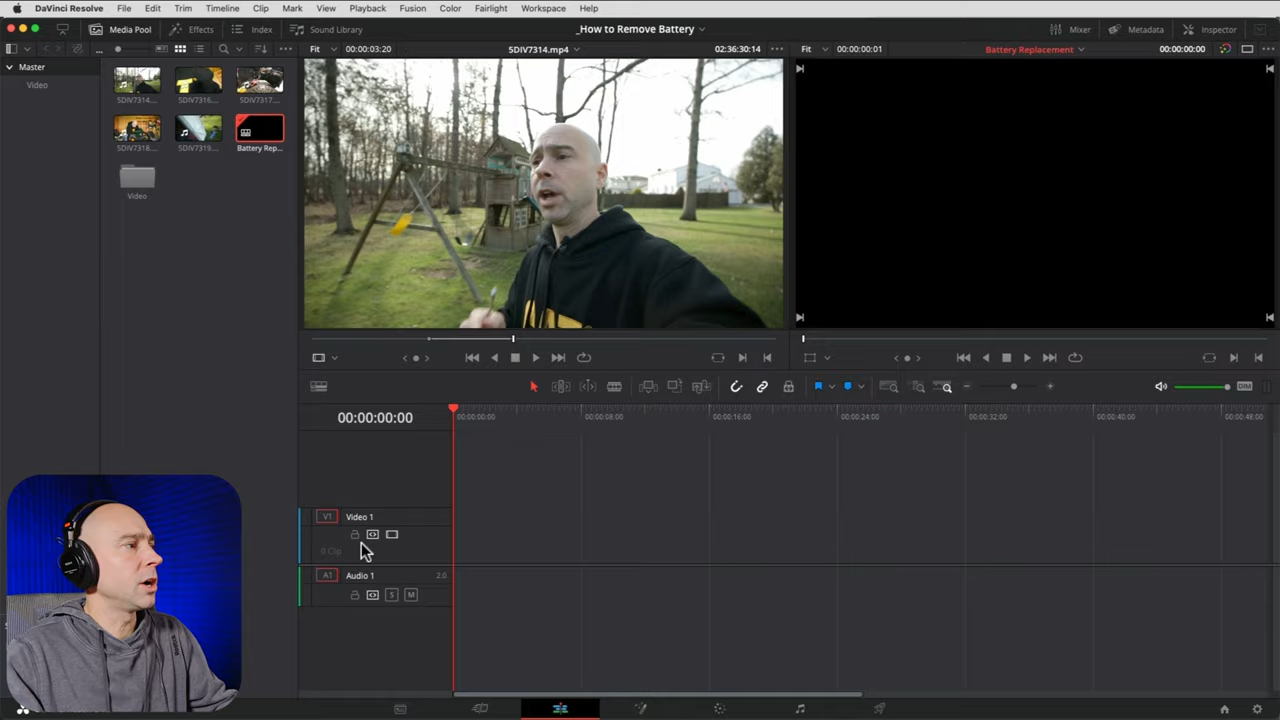 DaVinci Resolve File Edit Trim Timeline Clip Mark View Playback Fusion Color Fairlight Workspace Help
Media Pool Effects Index Sound Library _How to Remove Battery Mixer Metadata Inspector
Fit 00:00:03:20 5DIV7314.mp4 02:36:30:14 Fit 00:00:00:01 Battery Replacement 00:00:00:00
Master
Video
5DIV7314... 5DIV7316... 5DIV7317...
5DIV7318... 5DIV7319... Battery Rep...
Video
DIM
00:00:00:00 00:00:00:00 00:00:08:00 00:00:16:00 00:00:24:00 00:00:32:00 00:00:40:00 00:00:48:00
V1 Video 1
0 Clip
A1 Audio 1 2.0
S M